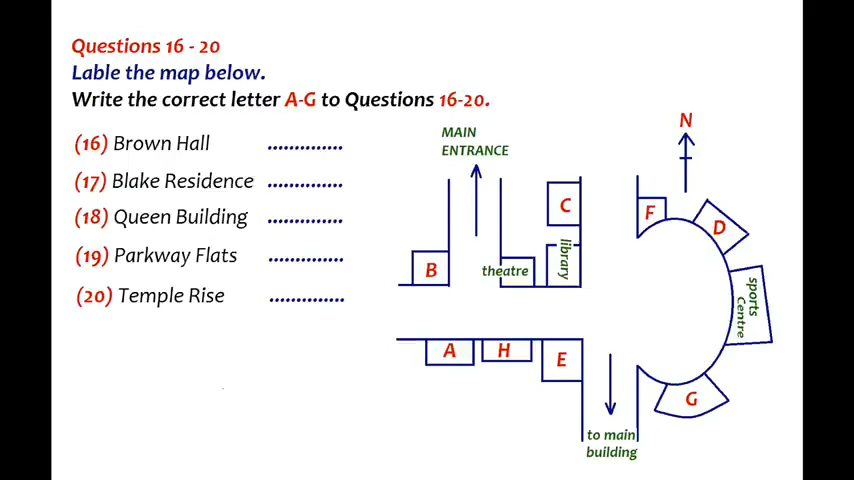 Questions 16 - 20
Lable the map below.
Write the correct letter A-G to Questions 16-20.
(16) Brown Hall ..............
(17) Blake Residence ..............
(18) Queen Building ..............
(19) Parkway Flats ..............
(20) Temple Rise ..............
MAIN
ENTRANCE
N
C
F
D
B
theatre
library
sports
Centre
A
H
E
G
to main
building